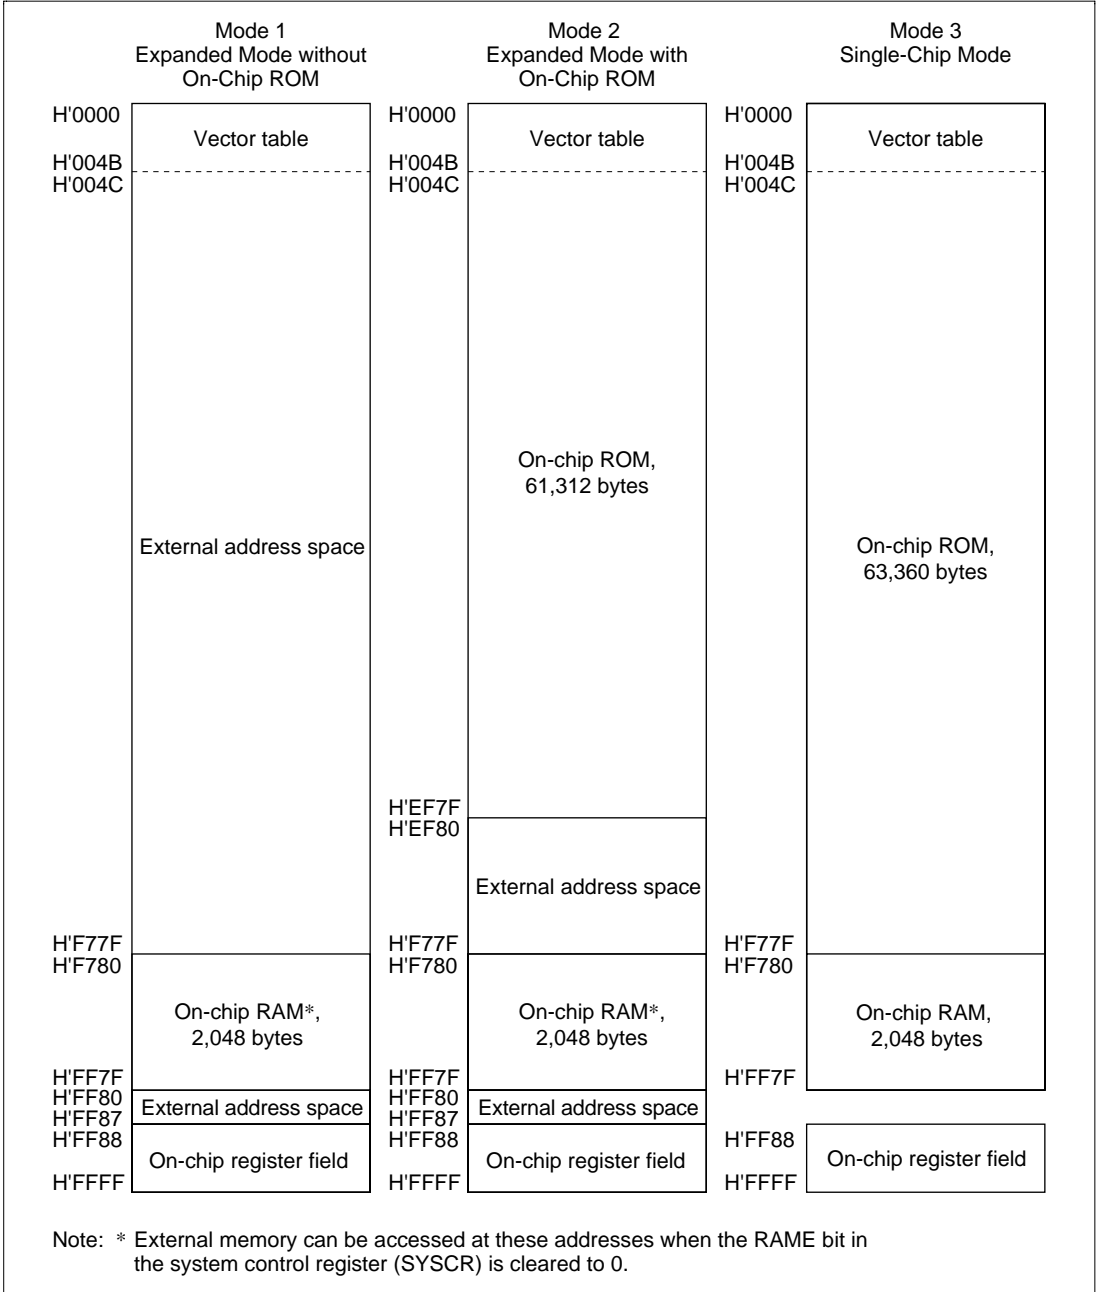 Mode 1
Expanded Mode without
On-Chip ROM
H'0000
Vector table
H'004B
H'004C
External address space
H'F77F
H'F780
On-chip RAM*,
2,048 bytes
H'FF7F
H'FF80
External address space
H'FF87
H'FF88
On-chip register field
H'FFFF
Mode 2
Expanded Mode with
On-Chip ROM
H'0000
Vector table
H'004B
H'004C
On-chip ROM,
61,312 bytes
H'EF7F
H'EF80
External address space
H'F77F
H'F780
On-chip RAM*,
2,048 bytes
H'FF7F
H'FF80
External address space
H'FF87
H'FF88
On-chip register field
H'FFFF
Mode 3
Single-Chip Mode
H'0000
Vector table
H'004B
H'004C
On-chip ROM,
63,360 bytes
H'F77F
H'F780
On-chip RAM,
2,048 bytes
H'FF7F
H'FF88
On-chip register field
H'FFFF
Note: * External memory can be accessed at these addresses when the RAME bit in
the system control register (SYSCR) is cleared to 0.